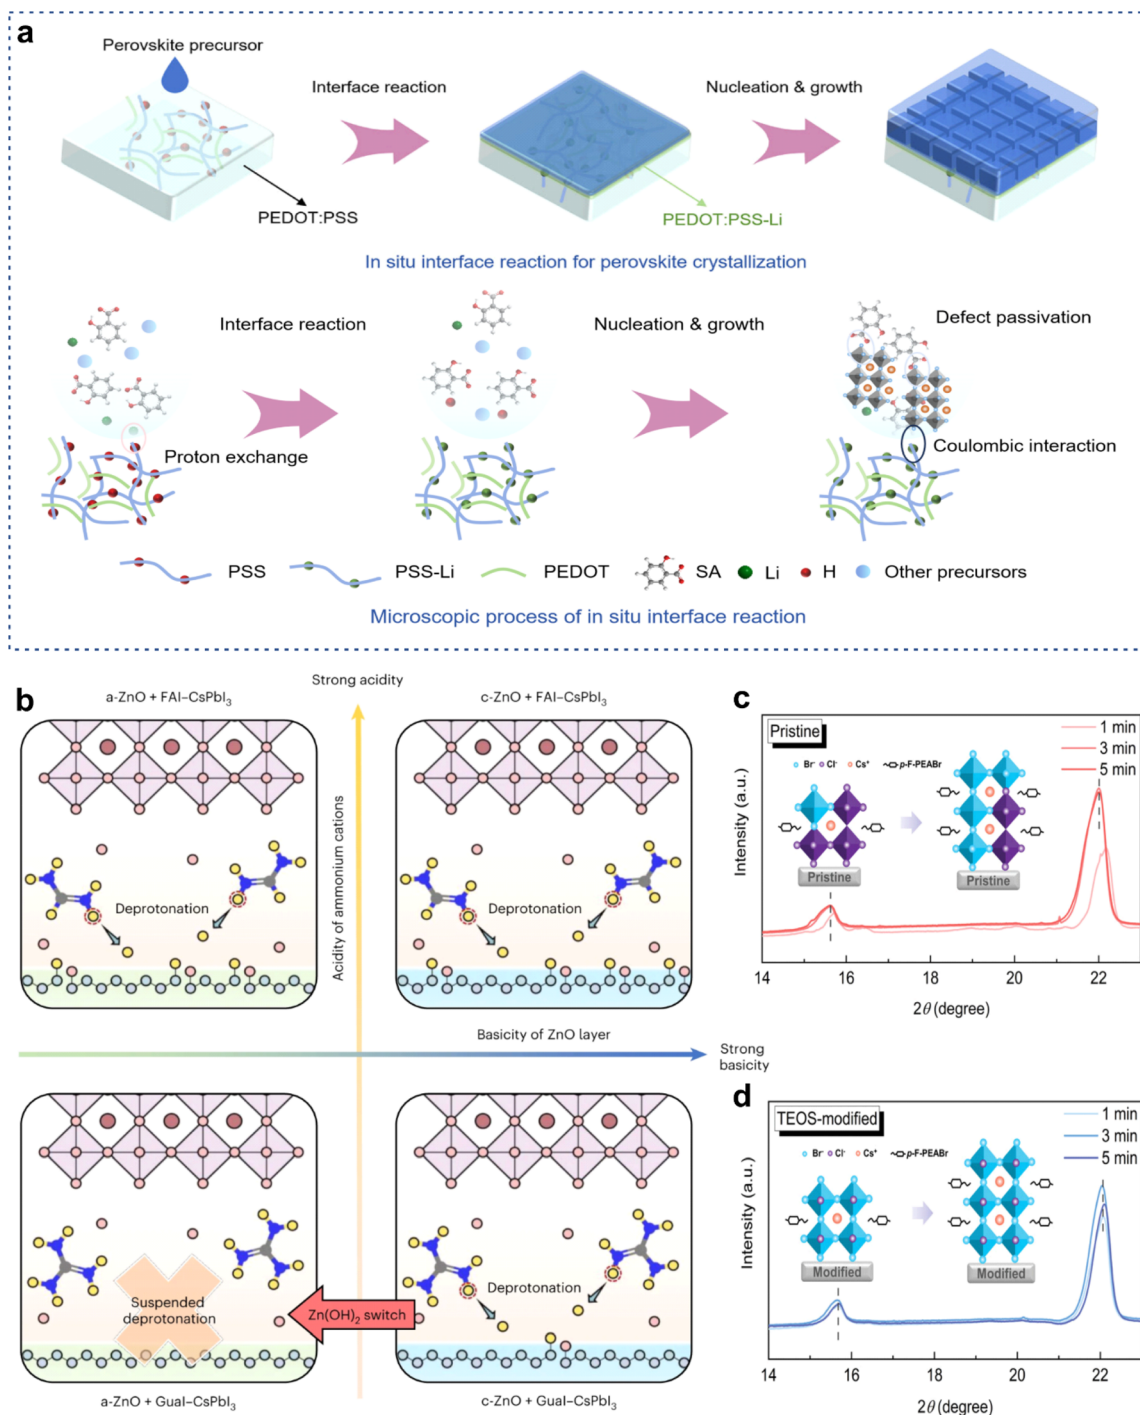 a
Perovskite precursor
Interface reaction
Nucleation & growth
PEDOT:PSS
PEDOT:PSS-Li
In situ interface reaction for perovskite crystallization
Interface reaction
Nucleation & growth
Defect passivation
Proton exchange
Coulombic interaction
PSS
PSS-Li
PEDOT
SA
Li
H
Other precursors
Microscopic process of in situ interface reaction
b
a-ZnO + FAI–CsPbI₃
Strong acidity
c-ZnO + FAI–CsPbI₃
Deprotonation
Acidity of ammonium cations
Deprotonation
Basicity of ZnO layer
Strong
basicity
Suspended
deprotonation
Zn(OH)₂ switch
Deprotonation
a-ZnO + GuaI–CsPbI₃
c-ZnO + GuaI–CsPbI₃
c
Pristine
1 min
3 min
5 min
Br⁻ Cl⁻ Cs⁺ p-F-PEABr
Pristine
Pristine
Intensity (a.u.)
14 16 18 20 22
2θ (degree)
d
TEOS-modified
1 min
3 min
5 min
Br⁻ Cl⁻ Cs⁺ p-F-PEABr
Modified
Modified
Intensity (a.u.)
14 16 18 20 22
2θ (degree)